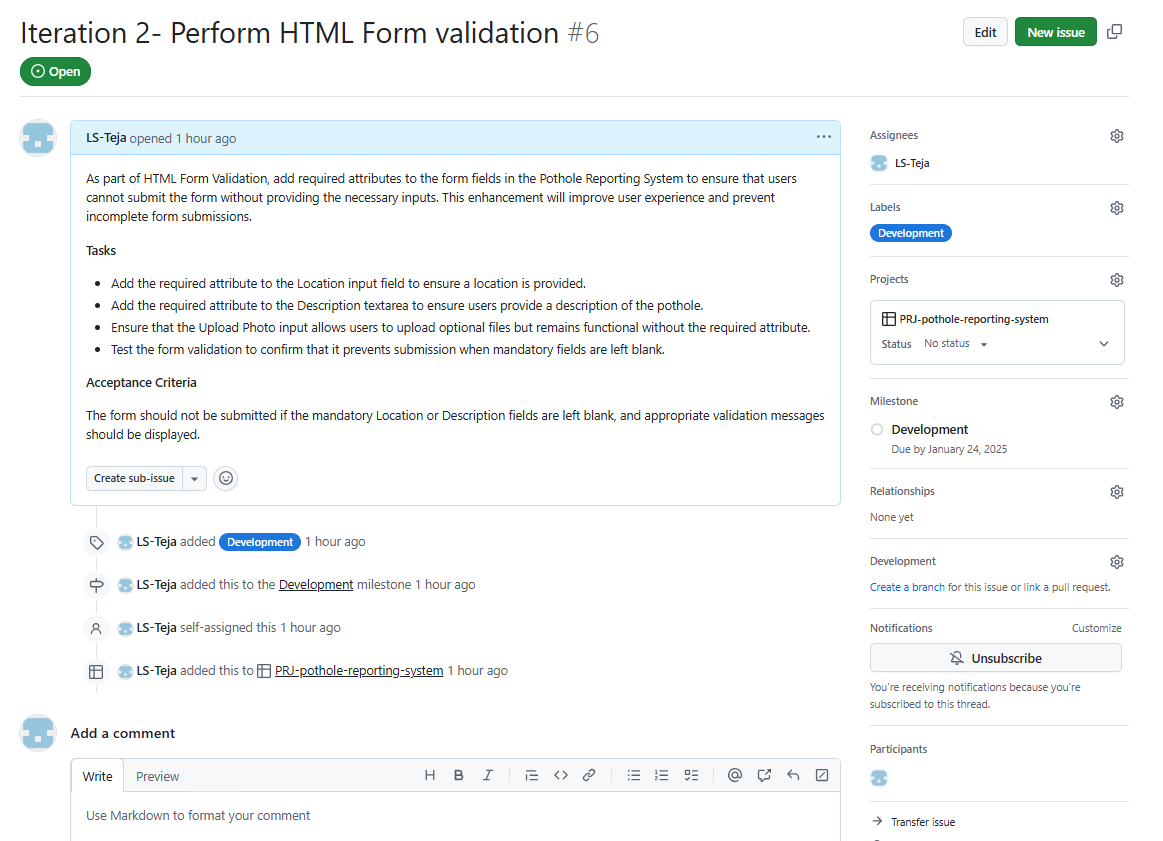 Iteration 2- Perform HTML Form validation #6
Edit
New issue
Open
LS-Teja opened 1 hour ago
As part of HTML Form Validation, add required attributes to the form fields in the Pothole Reporting System to ensure that users
cannot submit the form without providing the necessary inputs. This enhancement will improve user experience and prevent
incomplete form submissions.
Tasks
• Add the required attribute to the Location input field to ensure a location is provided.
• Add the required attribute to the Description textarea to ensure users provide a description of the pothole.
• Ensure that the Upload Photo input allows users to upload optional files but remains functional without the required attribute.
• Test the form validation to confirm that it prevents submission when mandatory fields are left blank.
Acceptance Criteria
The form should not be submitted if the mandatory Location or Description fields are left blank, and appropriate validation messages
should be displayed.
Create sub-issue
LS-Teja added Development 1 hour ago
LS-Teja added this to the Development milestone 1 hour ago
LS-Teja self-assigned this 1 hour ago
LS-Teja added this to PRJ-pothole-reporting-system 1 hour ago
Add a comment
Write
Preview
Use Markdown to format your comment
Assignees
LS-Teja
Labels
Development
Projects
PRJ-pothole-reporting-system
Status No status
Milestone
Development
Due by January 24, 2025
Relationships
None yet
Development
Create a branch for this issue or link a pull request.
Notifications
Customize
Unsubscribe
You're receiving notifications because you're
subscribed to this thread.
Participants
Transfer issue